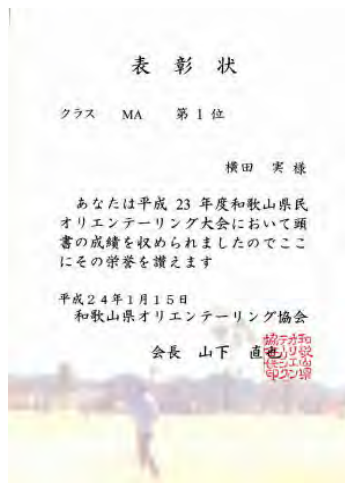 表彰状
クラス MA 第1位
横田 実 様
あなたは平成 23 年度和歌山県民
オリエンテーリング大会において頭
書の成績を収められましたのでここ
にその栄誉を讃えます
平成24年1月15日
和歌山県オリエンテーリング協会
会長 山下 直也